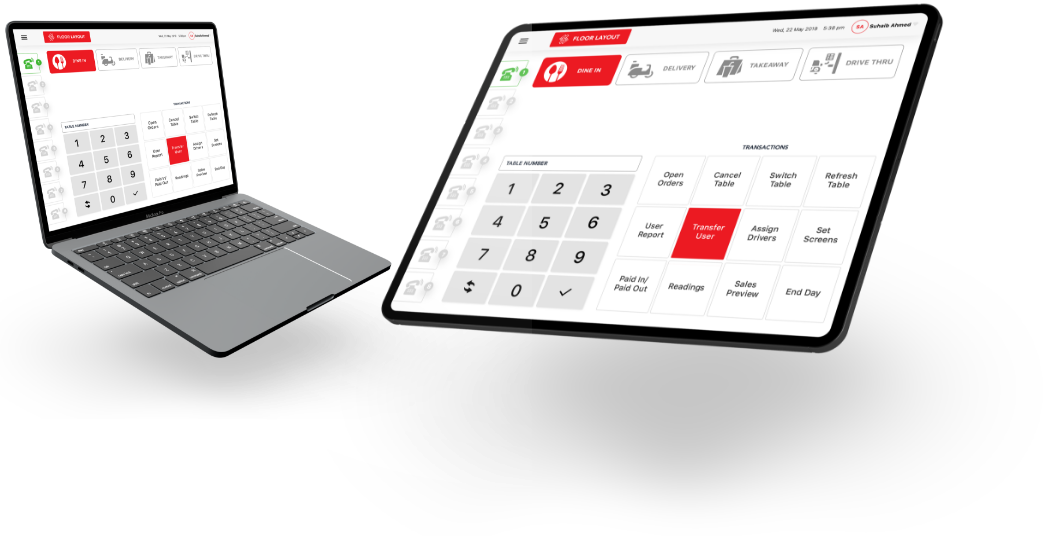 FLOOR LAYOUT
DINE IN
DELIVERY
TAKEAWAY
DRIVE THRU
TRANSACTIONS
TABLE NUMBER
Open Orders
Cancel Table
Switch Table
Refresh Table
1 2 3
User Report
Transfer User
Assign Drivers
Set Screens
4 5 6
Paid In/ Paid Out
Readings
Sales Preview
End Day
7 8 9
0
FLOOR LAYOUT
Wed, 22 May 2019 5:38 pm SA Suhaib Ahmed
DINE IN
DELIVERY
TAKEAWAY
DRIVE THRU
TRANSACTIONS
TABLE NUMBER
Open
Orders
Cancel
Table
Switch
Table
Refresh
Table
1 2 3
User
Report
Transfer
User
Assign
Drivers
Set
Screens
4 5 6
Paid In/
Paid Out
Readings
Sales
Preview
End Day
7 8 9
0